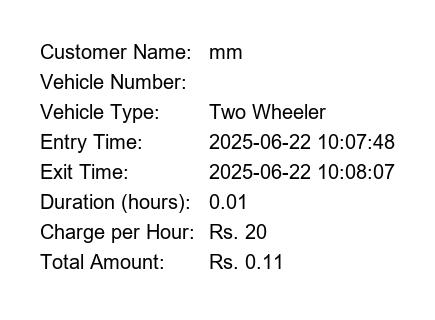 Customer Name: mm
Vehicle Number:
Vehicle Type: Two Wheeler
Entry Time: 2025-06-22 10:07:48
Exit Time: 2025-06-22 10:08:07
Duration (hours): 0.01
Charge per Hour: Rs. 20
Total Amount: Rs. 0.11